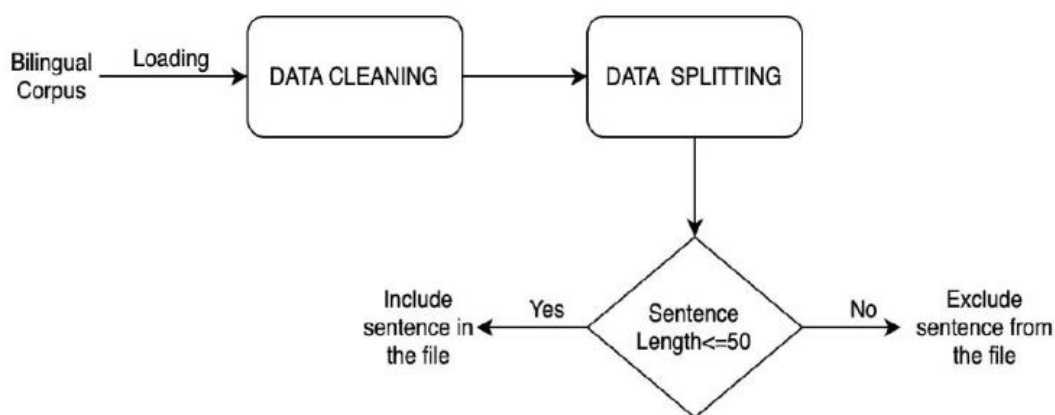 Bilingual
Corpus
Loading
DATA CLEANING
DATA SPLITTING
Sentence
Length<=50
Yes
Include
sentence in
the file
No
Exclude
sentence from
the file